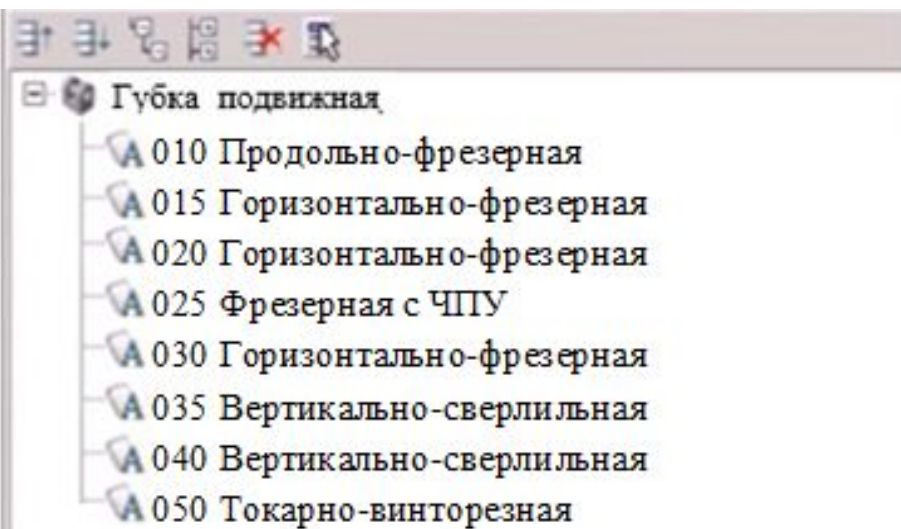 Губка подвижная
А 010 Продольно-фрезерная
А 015 Горизонтально-фрезерная
А 020 Горизонтально-фрезерная
А 025 Фрезерная с ЧПУ
А 030 Горизонтально-фрезерная
А 035 Вертикально-сверлильная
А 040 Вертикально-сверлильная
А 050 Токарно-винторезная